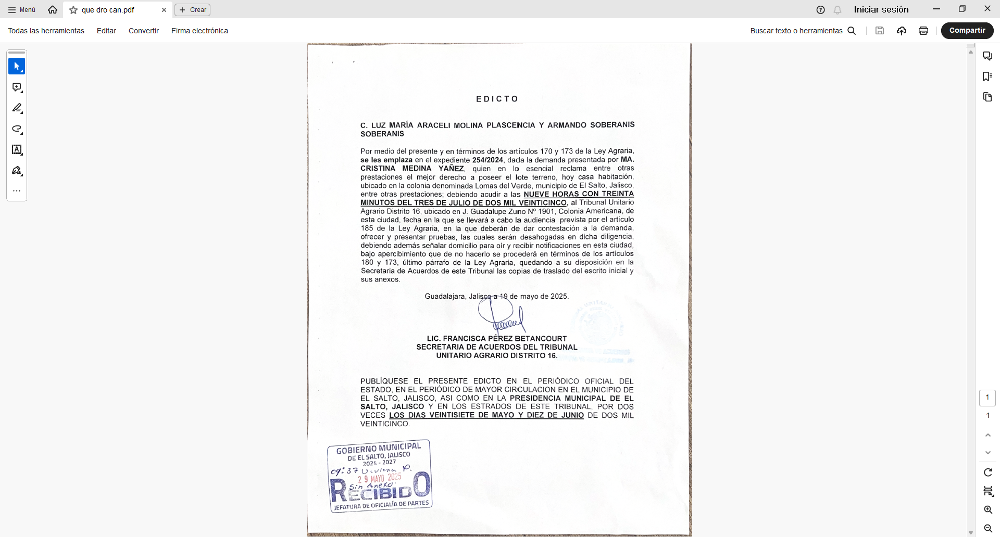 Menú
que dro can.pdf
Crear
Iniciar sesión
Todas las herramientas
Editar
Convertir
Firma electrónica
Buscar texto o herramientas
Compartir
EDICTO
C. LUZ MARÍA ARACELI MOLINA PLASCENCIA Y ARMANDO SOBERANIS
SOBERANIS
Por medio del presente y en términos de los artículos 170 y 173 de la Ley Agraria,
se les emplaza en el expediente 254/2024, dada la demanda presentada por MA.
CRISTINA MEDINA YAÑEZ, quien en lo esencial reclama entre otras
prestaciones el mejor derecho a poseer el lote terreno, hoy casa habitación,
ubicado en la colonia denominada Lomas del Verde, municipio de El Salto, Jalisco,
entre otras prestaciones; debiendo acudir a las NUEVE HORAS CON TREINTA
MINUTOS DEL TRES DE JULIO DE DOS MIL VEINTICINCO, al Tribunal Unitario
Agrario Distrito 16, ubicado en J. Guadalupe Zuno Nº 1901, Colonia Americana, de
esta ciudad, fecha en la que se llevará a cabo la audiencia prevista por el artículo
185 de la Ley Agraria, en la que deberán de dar contestación a la demanda,
ofrecer y presentar pruebas, las cuales serán desahogadas en dicha diligencia,
debiendo además señalar domicilio para oír y recibir notificaciones en esta ciudad,
bajo apercibimiento que de no hacerlo se procederá en términos de los artículos
180 y 173, último párrafo de la Ley Agraria, quedando a su disposición en la
Secretaria de Acuerdos de este Tribunal las copias de traslado del escrito inicial y
sus anexos.
Guadalajara, Jalisco a 19 de mayo de 2025.
LIC. FRANCISCA PÉREZ BETANCOURT
SECRETARIA DE ACUERDOS DEL TRIBUNAL
UNITARIO AGRARIO DISTRITO 16.
PUBLÍQUESE EL PRESENTE EDICTO EN EL PERIÓDICO OFICIAL DEL
ESTADO, EN EL PERIÓDICO DE MAYOR CIRCULACION EN EL MUNICIPIO DE
EL SALTO, JALISCO, ASI COMO EN LA PRESIDENCIA MUNICIPAL DE EL
SALTO, JALISCO Y EN LOS ESTRADOS DE ESTE TRIBUNAL, POR DOS
VECES LOS DIAS VEINTISIETE DE MAYO Y DIEZ DE JUNIO DE DOS MIL
VEINTICINCO.
GOBIERNO MUNICIPAL
DE EL SALTO, JALISCO
2024 - 2027
09:37 Viviana P.
29 MAYO 2025
Sin Anexo
RECIBIDO
JEFATURA DE OFICIALÍA DE PARTES
1
1